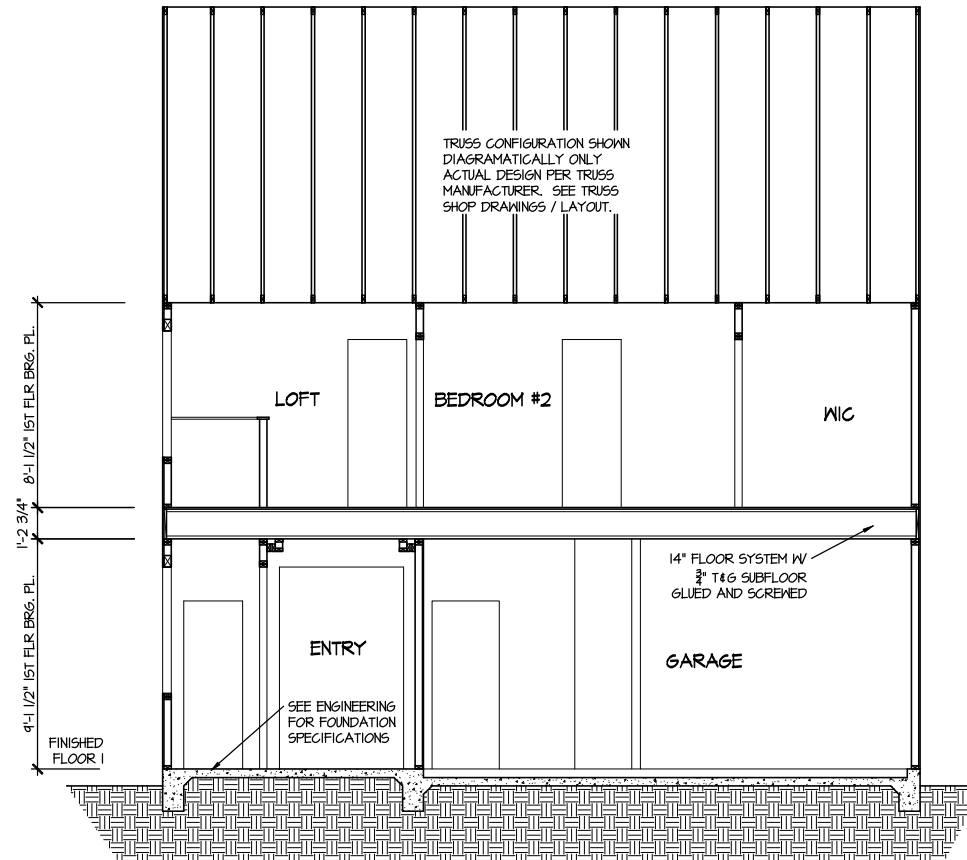 TRUSS CONFIGURATION SHOWN
DIAGRAMATICALLY ONLY
ACTUAL DESIGN PER TRUSS
MANUFACTURER. SEE TRUSS
SHOP DRAWINGS / LAYOUT.
8'-1 1/2" 1ST FLR BRG. PL.
LOFT
BEDROOM #2
WIC
1'-2 3/4"
14" FLOOR SYSTEM W/
3/4" T&G SUBFLOOR
GLUED AND SCREWED
9'-1 1/2" 1ST FLR BRG. PL.
ENTRY
GARAGE
SEE ENGINEERING
FOR FOUNDATION
SPECIFICATIONS
FINISHED
FLOOR 1